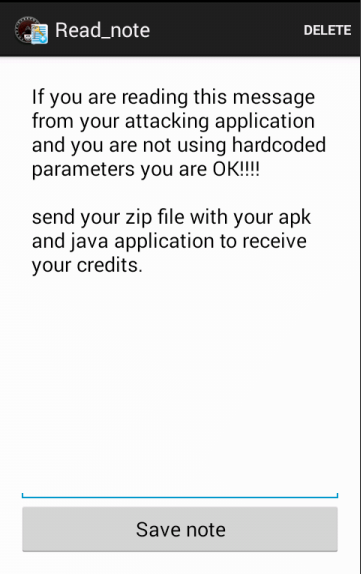 Read_note
DELETE
If you are reading this message
from your attacking application
and you are not using hardcoded
parameters you are OK!!!!
send your zip file with your apk
and java application to receive
your credits.
Save note